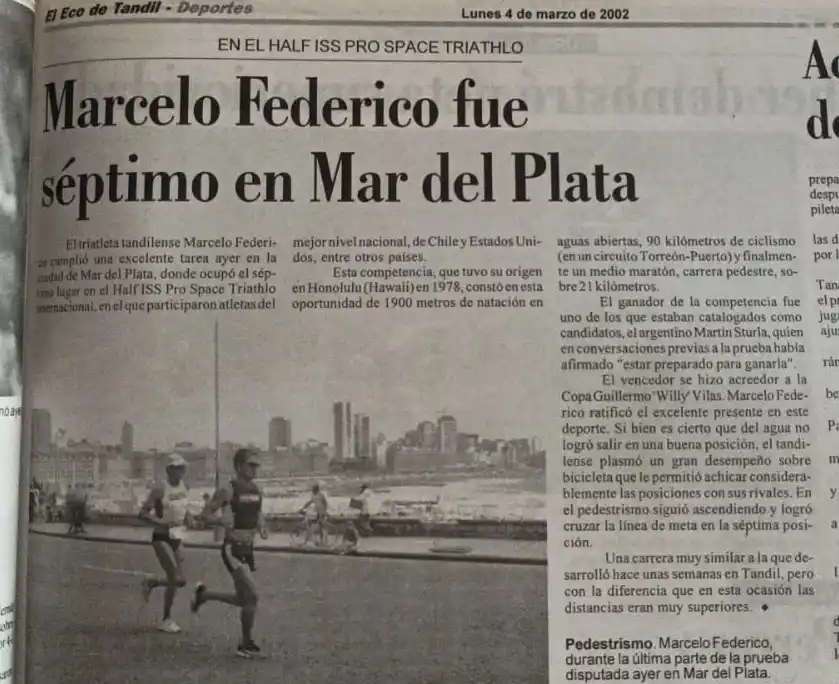 El Eco de Tandil - Deportes
Lunes 4 de marzo de 2002
EN EL HALF ISS PRO SPACE TRIATHLO
Marcelo Federico fue
séptimo en Mar del Plata
El triatleta tandilense Marcelo Federi-
co cumplió una excelente tarea ayer en la
ciudad de Mar del Plata, donde ocupó el sép-
timo lugar en el Half ISS Pro Space Triathlo
internacional, en el que participaron atletas del
mejor nivel nacional, de Chile y Estados Uni-
dos, entre otros países.
Esta competencia, que tuvo su origen
en Honolulu (Hawaii) en 1978, constó en esta
oportunidad de 1900 metros de natación en
aguas abiertas, 90 kilómetros de ciclismo
(en un circuito Torreón-Puerto) y finalmen-
te un medio maratón, carrera pedestre, so-
bre 21 kilómetros.
El ganador de la competencia fue
uno de los que estaban catalogados como
candidatos, el argentino Martín Sturla, quien
en conversaciones previas a la prueba había
afirmado "estar preparado para ganarla".
El vencedor se hizo acreedor a la
Copa Guillermo 'Willy' Vilas. Marcelo Fede-
rico ratificó el excelente presente en este
deporte. Si bien es cierto que del agua no
logró salir en una buena posición, el tandi-
lense plasmó un gran desempeño sobre
bicicleta que le permitió achicar considera-
blemente las posiciones con sus rivales. En
el pedestrismo siguió ascendiendo y logró
cruzar la línea de meta en la séptima posi-
ción.
Una carrera muy similar a la que de-
sarrolló hace unas semanas en Tandil, pero
con la diferencia que en esta ocasión las
distancias eran muy superiores. ♦
Pedestrismo. Marcelo Federico,
durante la última parte de la prueba
disputada ayer en Mar del Plata.